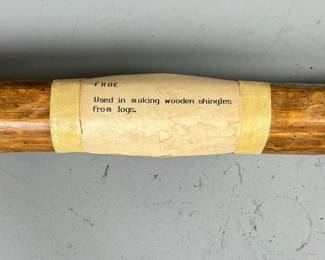 -FROE
Used in making wooden shingles
from logs.